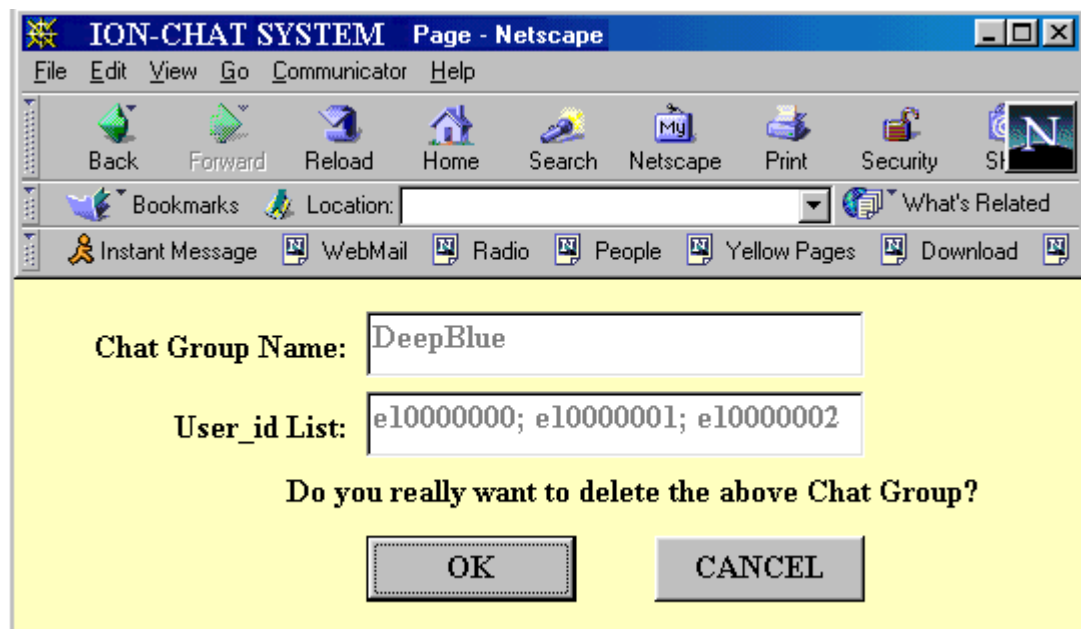 ION-CHAT SYSTEM Page - Netscape
File Edit View Go Communicator Help
N
My
Back Forward Reload Home Search Netscape Print Security
Bookmarks Location: What's Related
Instant Message WebMail Radio People Yellow Pages Download
Chat Group Name: DeepBlue
User_id List: e10000000; e10000001; e10000002
Do you really want to delete the above Chat Group?
OK CANCEL